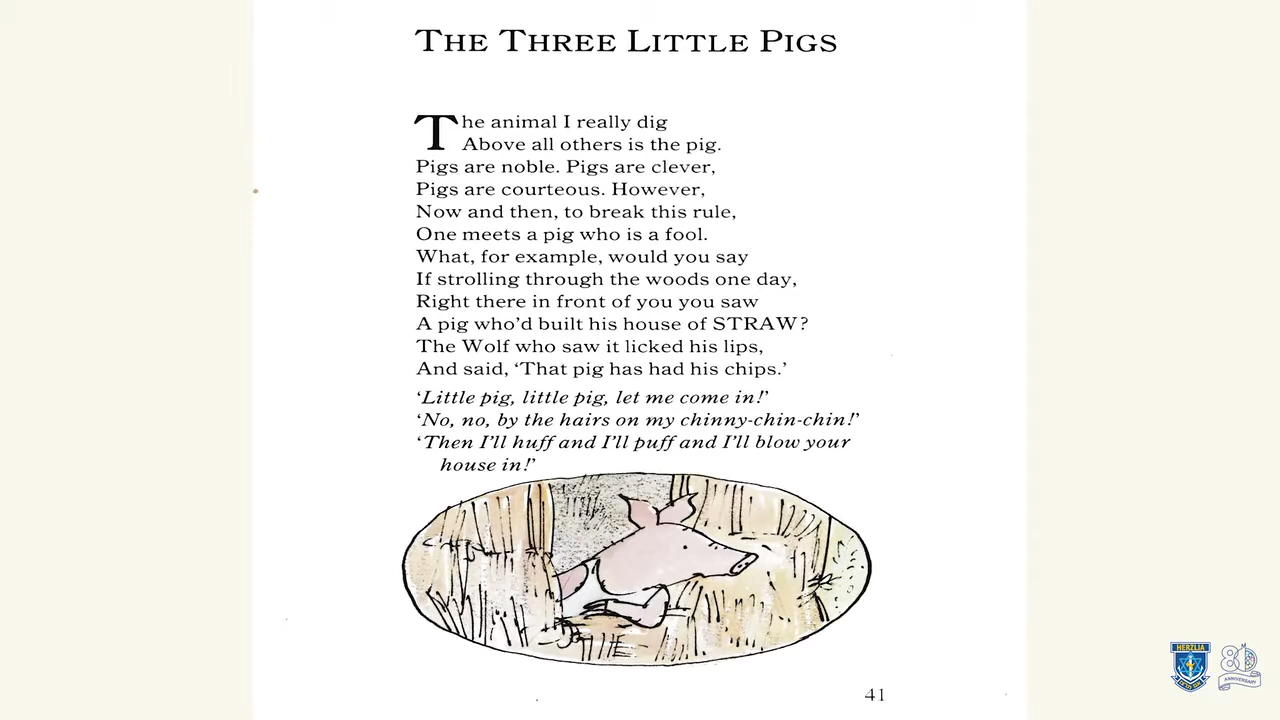 THE THREE LITTLE PIGS
The animal I really dig
Above all others is the pig.
Pigs are noble. Pigs are clever,
Pigs are courteous. However,
Now and then, to break this rule,
One meets a pig who is a fool.
What, for example, would you say
If strolling through the woods one day,
Right there in front of you you saw
A pig who'd built his house of STRAW?
The Wolf who saw it licked his lips,
And said, ‘That pig has had his chips.’
‘Little pig, little pig, let me come in!’
‘No, no, by the hairs on my chinny-chin-chin!’
‘Then I'll huff and I'll puff and I'll blow your
house in!’
41
HERZLIA
80
ANNIVERSARY